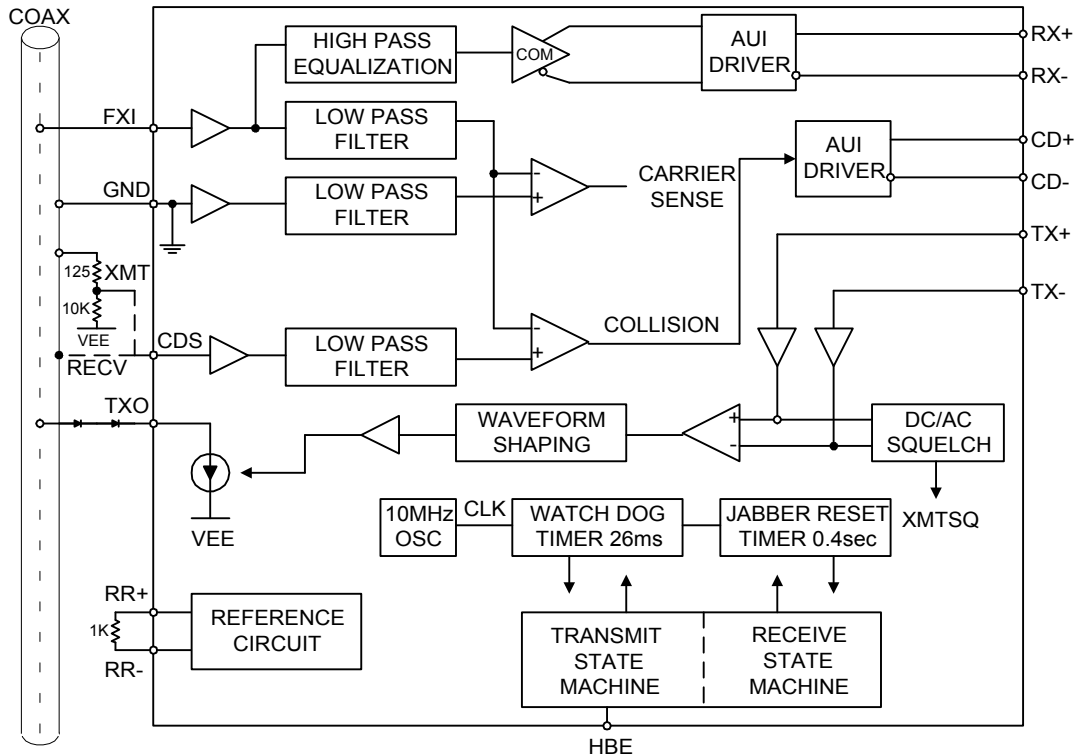 COAX
HIGH PASS
EQUALIZATION
COM
AUI
DRIVER
RX+
RX-
FXI
LOW PASS
FILTER
AUI
DRIVER
CD+
CD-
GND
LOW PASS
FILTER
-
+
CARRIER
SENSE
TX+
TX-
125
XMT
10K
VEE
CDS
RECV
LOW PASS
FILTER
-
+
COLLISION
TXO
WAVEFORM
SHAPING
+
-
DC/AC
SQUELCH
VEE
10MHz
OSC
CLK
WATCH DOG
TIMER 26ms
JABBER RESET
TIMER 0.4sec
XMTSQ
RR+
1K
RR-
REFERENCE
CIRCUIT
TRANSMIT
STATE
MACHINE
RECEIVE
STATE
MACHINE
HBE